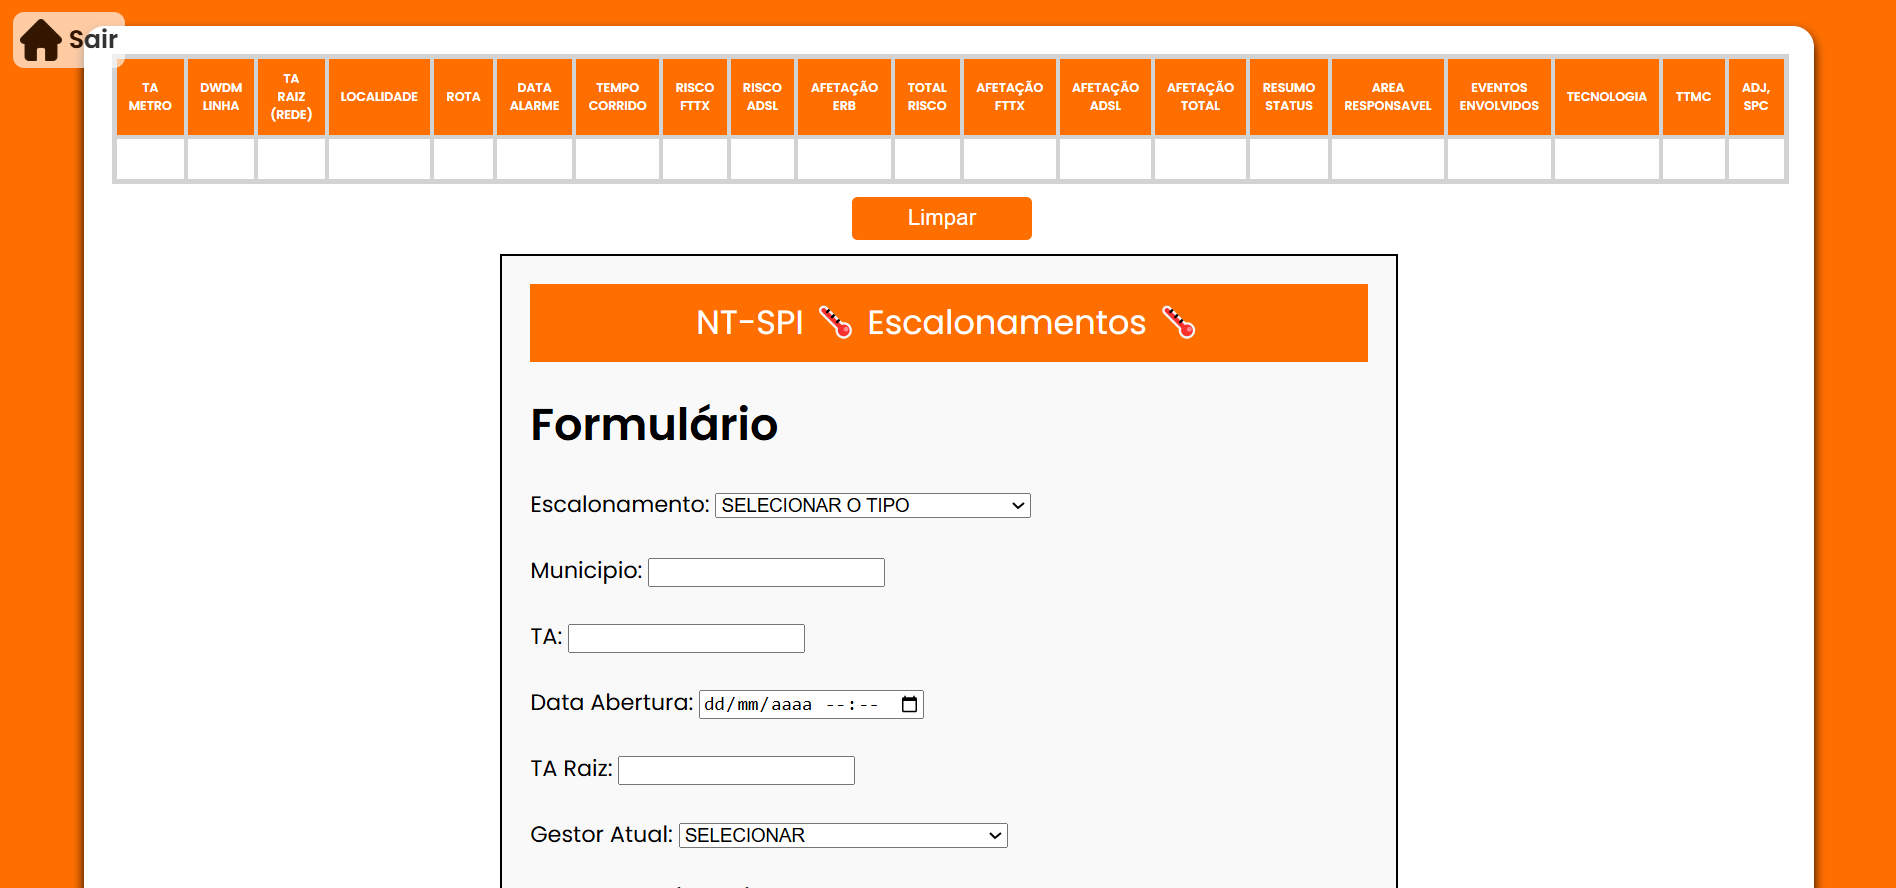 Sair
TA METRO
DWDM LINHA
TA RAIZ (REDE)
LOCALIDADE
ROTA
DATA ALARME
TEMPO CORRIDO
RISCO FTTX
RISCO ADSL
AFETAÇÃO ERB
TOTAL RISCO
AFETAÇÃO FTTX
AFETAÇÃO ADSL
AFETAÇÃO TOTAL
RESUMO STATUS
AREA RESPONSAVEL
EVENTOS ENVOLVIDOS
TECNOLOGIA
TTMC
ADJ, SPC
Limpar
NT-SPI 🌡️ Escalonamentos 🌡️
Formulário
Escalonamento: SELECIONAR O TIPO
Municipio:
TA:
Data Abertura: dd/mm/aaaa --:--
TA Raiz:
Gestor Atual: SELECIONAR